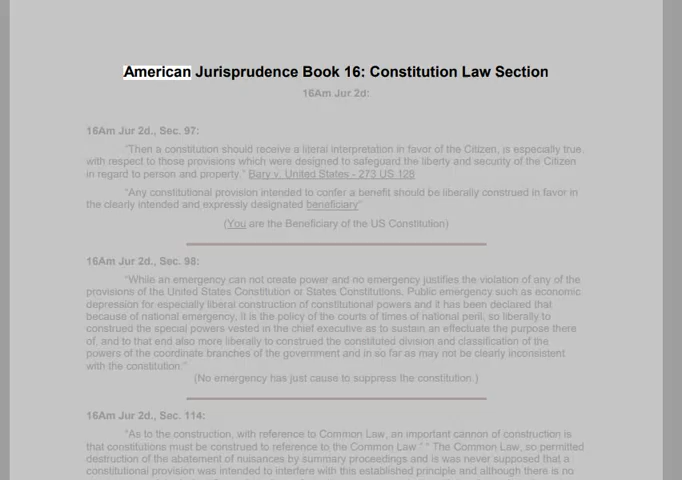 American Jurisprudence Book 16: Constitution Law Section
16Am Jur 2d:
16Am Jur 2d., Sec. 97:
"Then a constitution should receive a literal interpretation in favor of the Citizen, is especially true,
with respect to those provisions which were designed to safeguard the liberty and security of the Citizen
in regard to person and property." Bary v. United States - 273 US 128
"Any constitutional provision intended to confer a benefit should be liberally construed in favor in
the clearly intended and expressly designated beneficiary"
(You are the Beneficiary of the US Constitution)
16Am Jur 2d., Sec. 98:
"While an emergency can not create power and no emergency justifies the violation of any of the
provisions of the United States Constitution or States Constitutions. Public emergency such as economic
depression for especially liberal construction of constitutional powers and it has been declared that
because of national emergency, it is the policy of the courts of times of national peril, so liberally to
construed the special powers vested in the chief executive as to sustain an effectuate the purpose there
of, and to that end also more liberally to construed the constituted division and classification of the
powers of the coordinate branches of the government and in so far as may not be clearly inconsistent
with the constitution."
(No emergency has just cause to suppress the constitution.)
16Am Jur 2d., Sec. 114:
"As to the construction, with reference to Common Law, an important cannon of construction is
that constitutions must be construed to reference to the Common Law." " The Common Law, so permitted
destruction of the abatement of nuisances by summary proceedings and is was never supposed that a
constitutional provision was intended to interfere with this established principle and although there is no